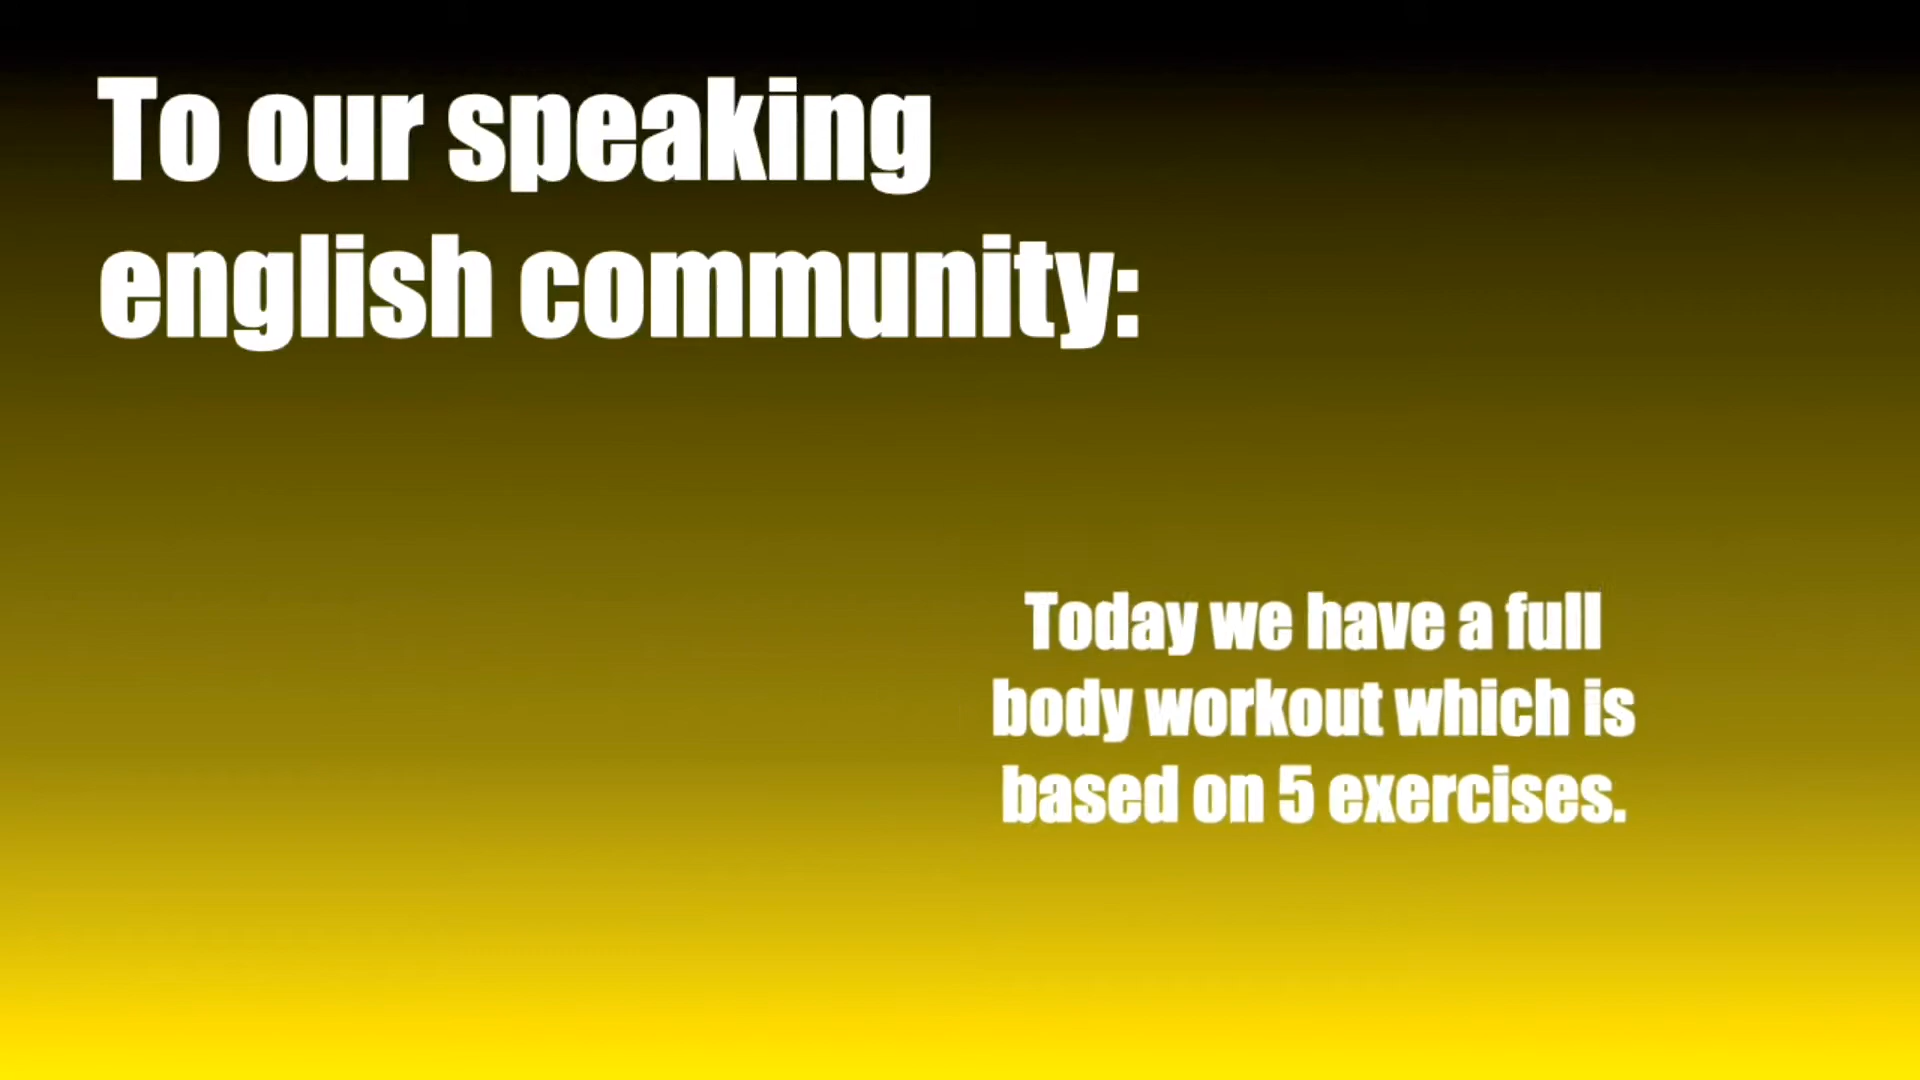 To our speaking
english community:
Today we have a full
body workout which is
based on 5 exercises.